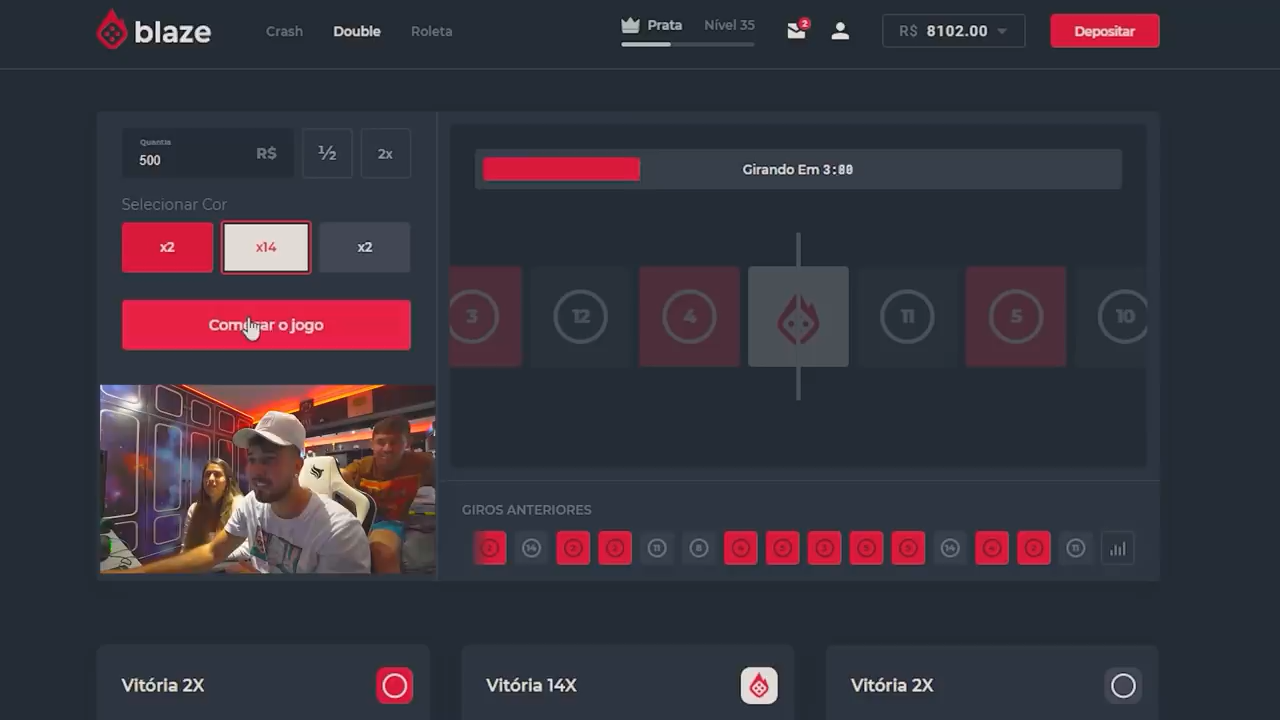 blaze
Crash Double Roleta
Prata Nível 35
2
R$ 8102.00
Depositar
Quantia
500
R$
½
2x
Selecionar Cor
x2
x14
x2
Começar o jogo
Girando Em 3:80
3 12 4 11 5 10
GIROS ANTERIORES
14 11 8 14 11
Vitória 2X
Vitória 14X
Vitória 2X